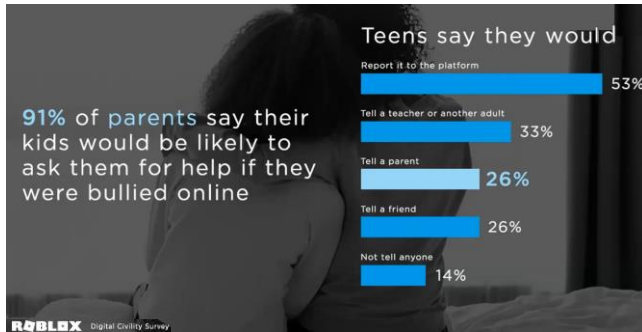 Teens say they would
Report it to the platform
53%
91% of parents say their
kids would be likely to
ask them for help if they
were bullied online
Tell a teacher or another adult
33%
Tell a parent
26%
Tell a friend
26%
Not tell anyone
14%
ROBLOX Digital Civility Survey